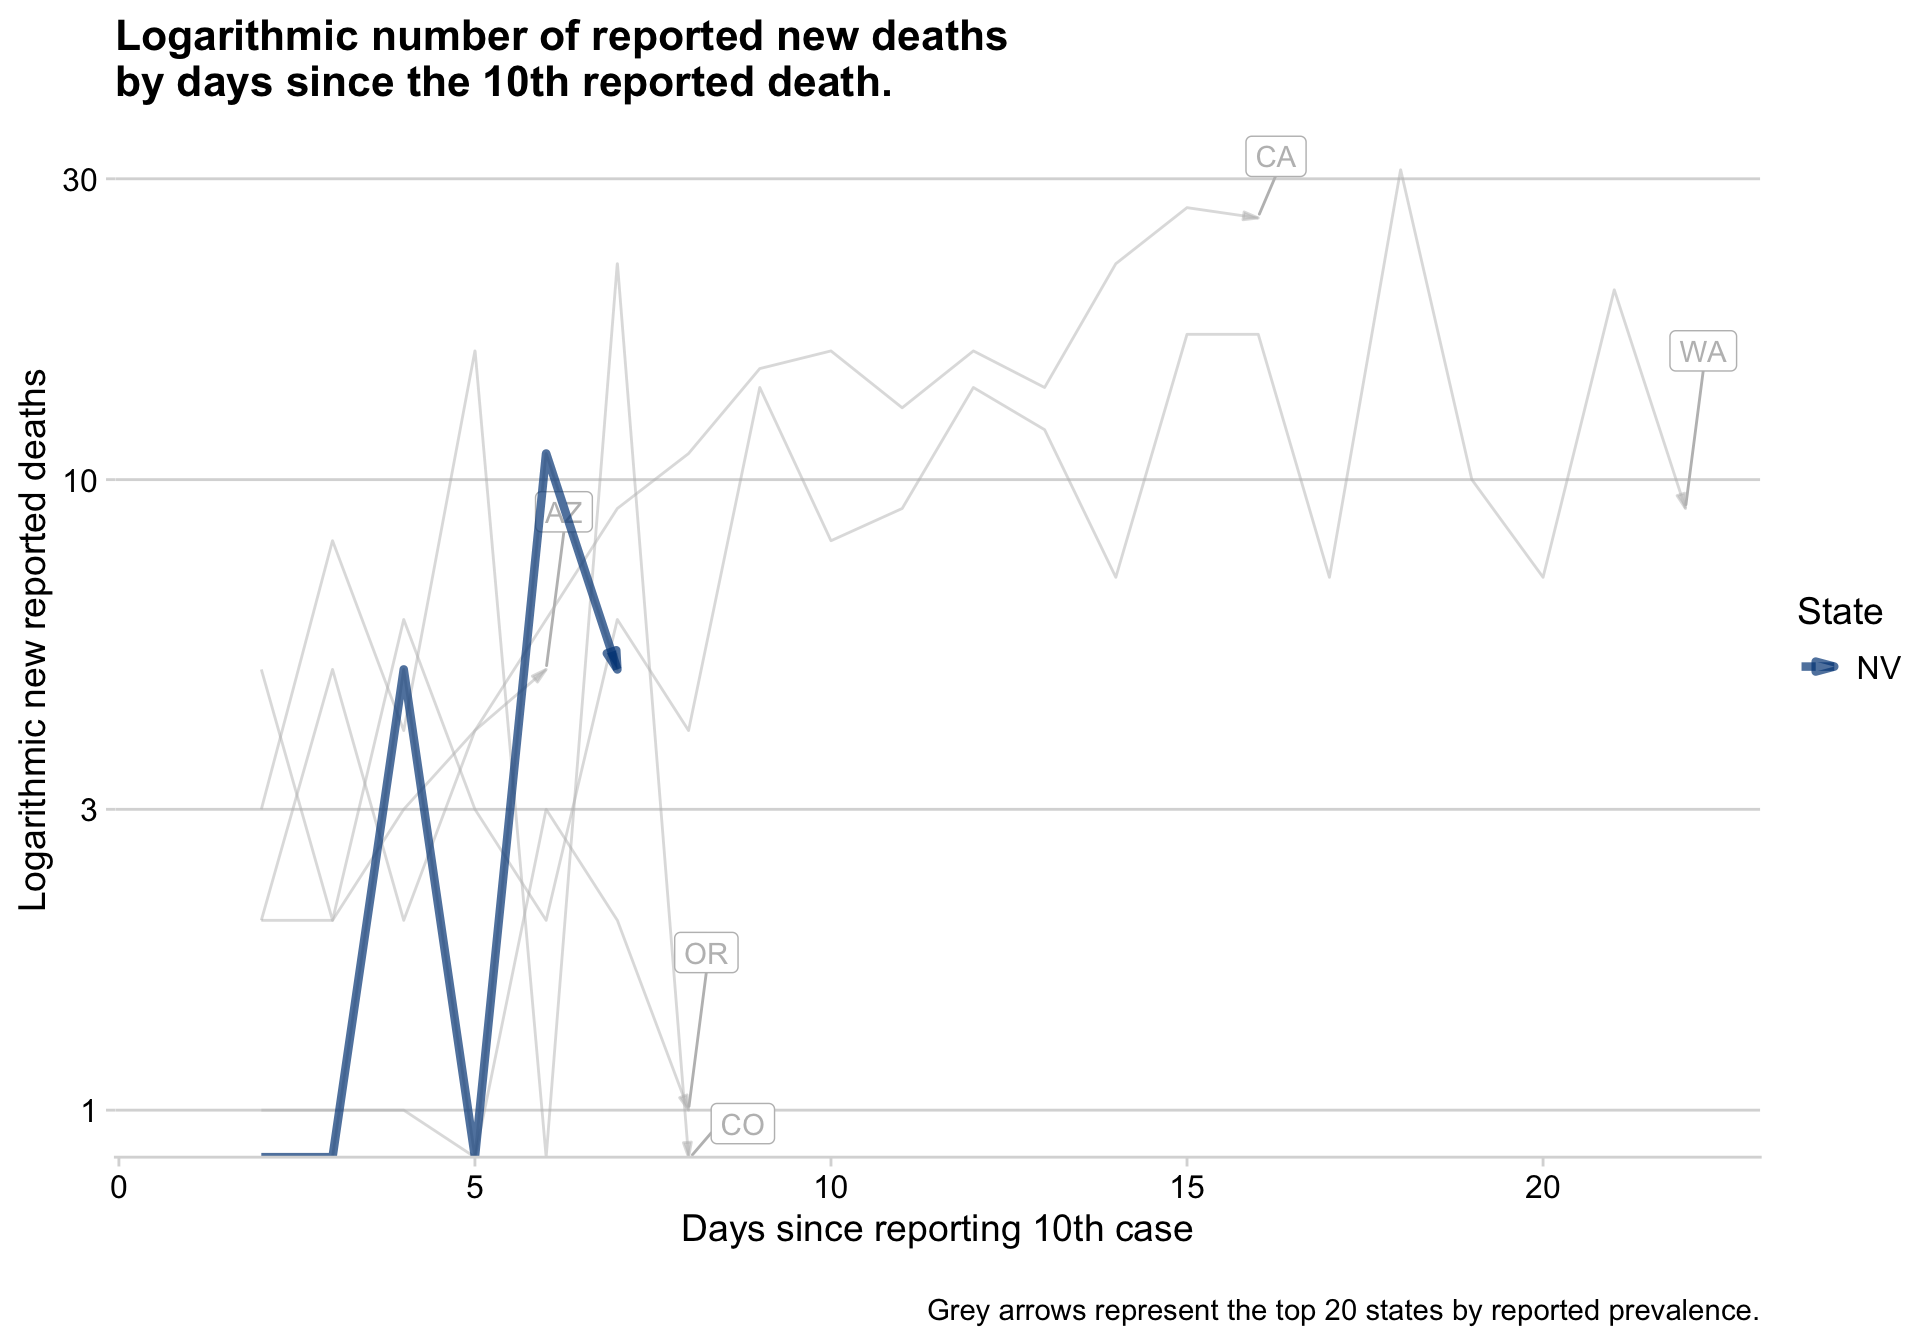 Logarithmic number of reported new deaths
by days since the 10th reported death.
CA
30
WA
Logarithmic new reported deaths
10
AZ
State
NV
3
OR
1
CO
0
5
10
15
20
Days since reporting 10th case
Grey arrows represent the top 20 states by reported prevalence.